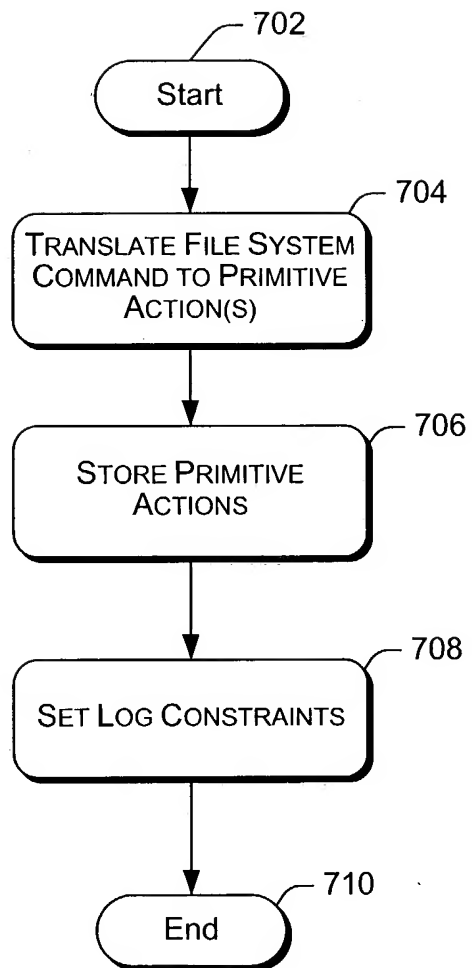 702
Start
704
TRANSLATE FILE SYSTEM
COMMAND TO PRIMITIVE
ACTION(S)
706
STORE PRIMITIVE
ACTIONS
708
SET LOG CONSTRAINTS
710
End